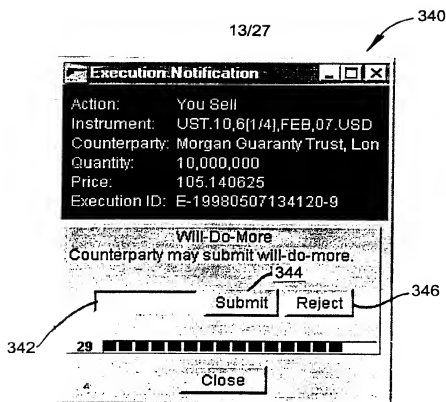 13/27
340
Execution Notification
Action: You Sell
Instrument: UST.10,6[1/4],FEB,07.USD
Counterparty: Morgan Guaranty Trust, Lon
Quantity: 10,000,000
Price: 105.140625
Execution ID: E-19980507134120-9
Will-Do-More
Counterparty may submit will-do-more.
344
Submit Reject
346
342
29
Close